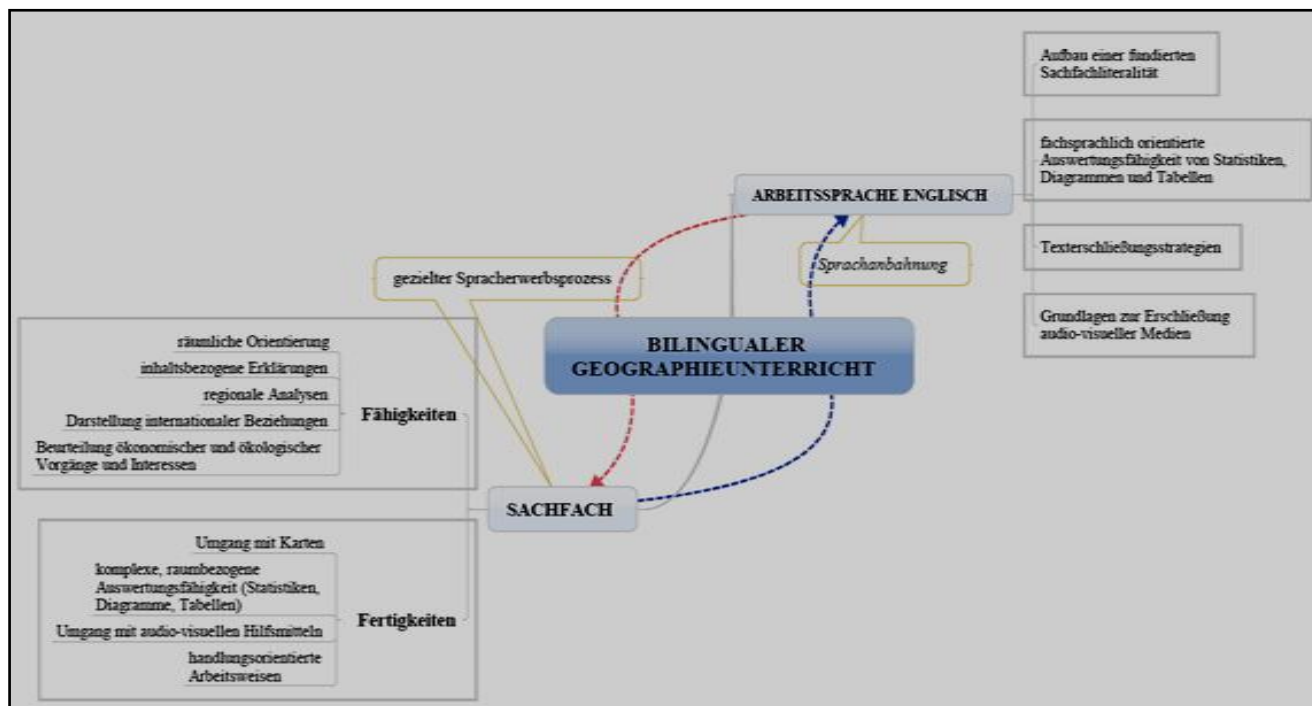 Aufbau einer fundierten
Sachfachliteralität
fachsprachlich orientierte
Auswertungsfähigkeit von Statistiken,
Diagrammen und Tabellen
ARBEITSSPRACHE ENGLISCH
Texterschließungsstrategien
Sprachanbahnung
gezielter Spracherwerbsprozess
Grundlagen zur Erschließung
audio-visueller Medien
BILINGUALER
GEOGRAPHIEUNTERRICHT
räumliche Orientierung
inhaltsbezogene Erklärungen
regionale Analysen
Darstellung internationaler Beziehungen
Beurteilung ökonomischer und ökologischer
Vorgänge und Interessen
Fähigkeiten
SACHFACH
Umgang mit Karten
komplexe, raumbezogene
Auswertungsfähigkeit (Statistiken,
Diagramme, Tabellen)
Umgang mit audio-visuellen Hilfsmitteln
handlungsorientierte
Arbeitsweisen
Fertigkeiten